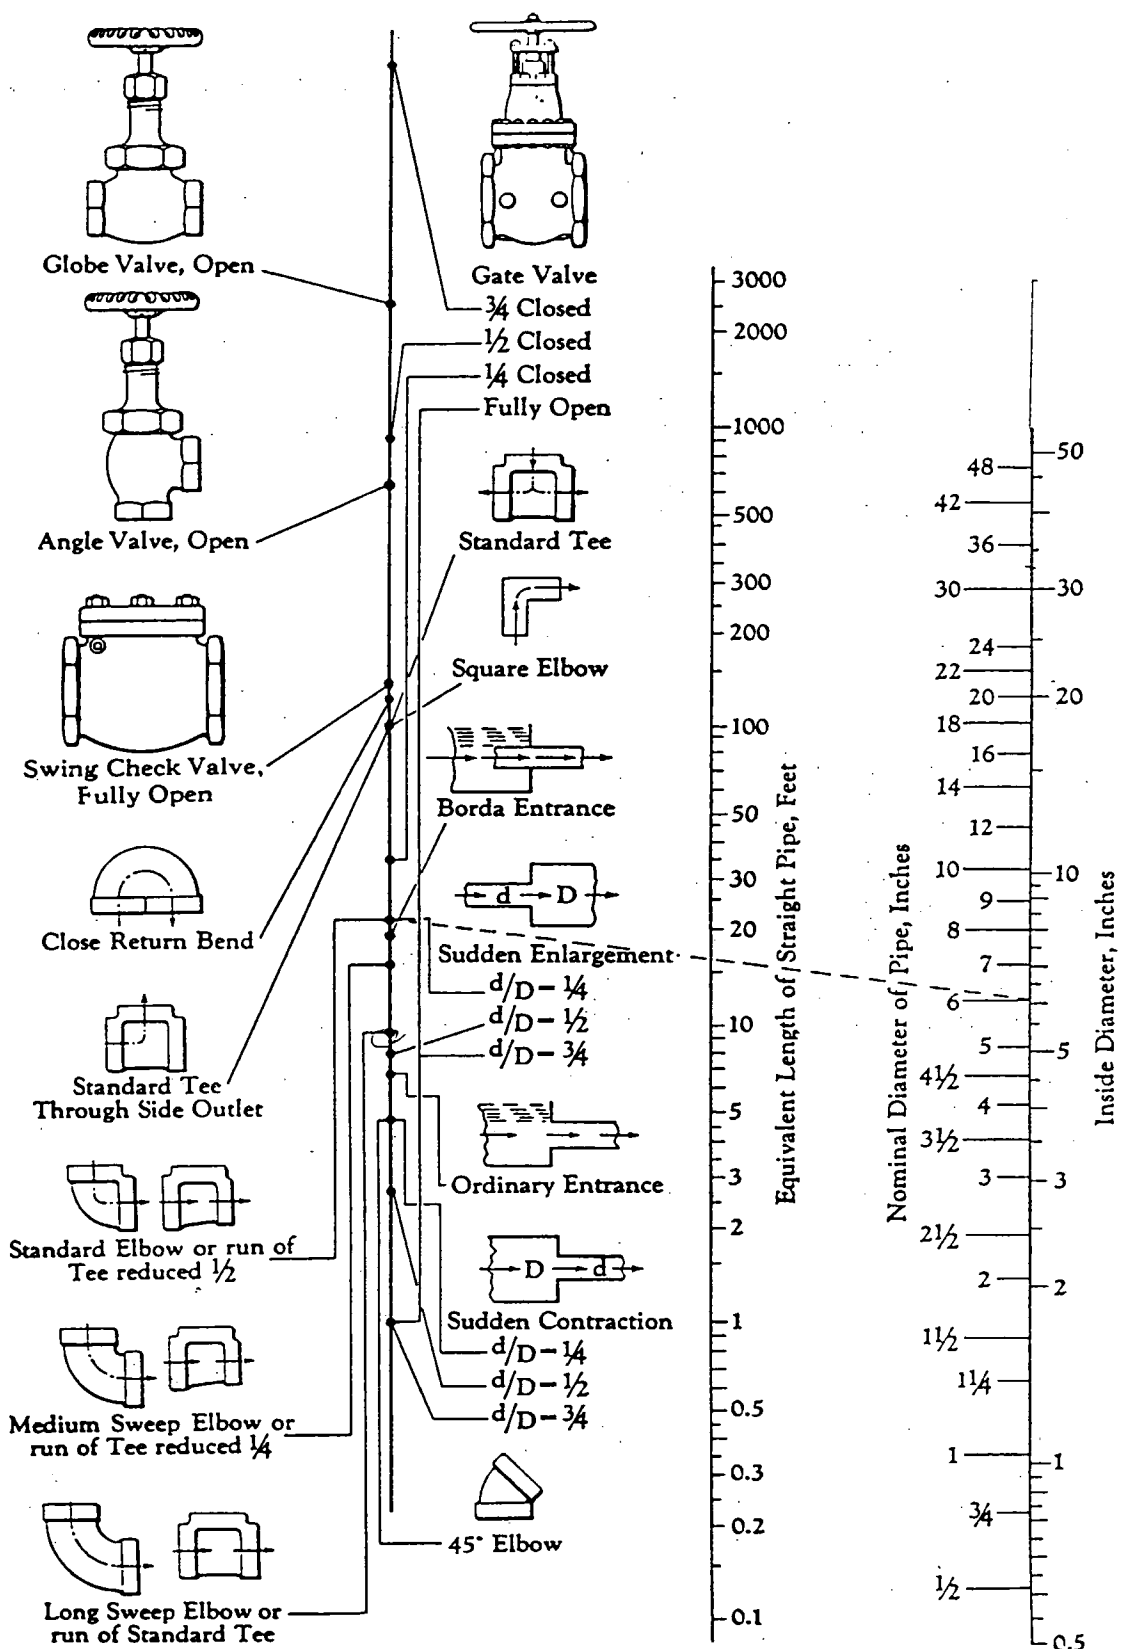 Globe Valve, Open
Angle Valve, Open
Swing Check Valve,
Fully Open
Close Return Bend
Standard Tee
Through Side Outlet
Standard Elbow or run of
Tee reduced ½
Medium Sweep Elbow or
run of Tee reduced ¼
Long Sweep Elbow or
run of Standard Tee
Gate Valve
¾ Closed
½ Closed
¼ Closed
Fully Open
Standard Tee
Square Elbow
Borda Entrance
d D
Sudden Enlargement
d/D-¼
d/D-½
d/D-¾
Ordinary Entrance
D d
Sudden Contraction
d/D-¼
d/D-½
d/D-¾
45° Elbow
3000
2000
1000
500
300
200
100
50
30
20
10
5
3
2
1
0.5
0.3
0.2
0.1
Equivalent Length of Straight Pipe, Feet
Nominal Diameter of Pipe, Inches
48
42
36
30
24
22
20
18
16
14
12
10
9
8
7
6
5
4½
4
3½
3
2½
2
1½
1¼
1
¾
½
50
30
20
10
5
3
2
1
0.5
Inside Diameter, Inches